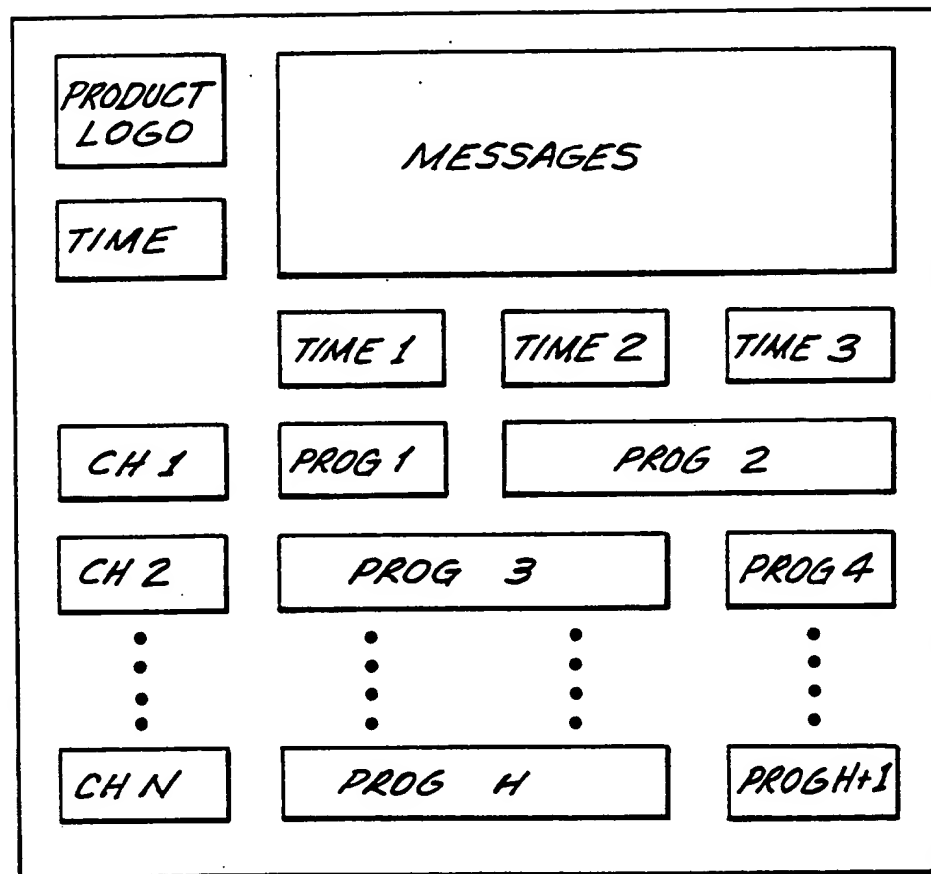 PRODUCT
LOGO
MESSAGES
TIME
TIME 1 TIME 2 TIME 3
CH 1 PROG 1 PROG 2
CH 2 PROG 3 PROG 4
CH N PROG H PROG H+1